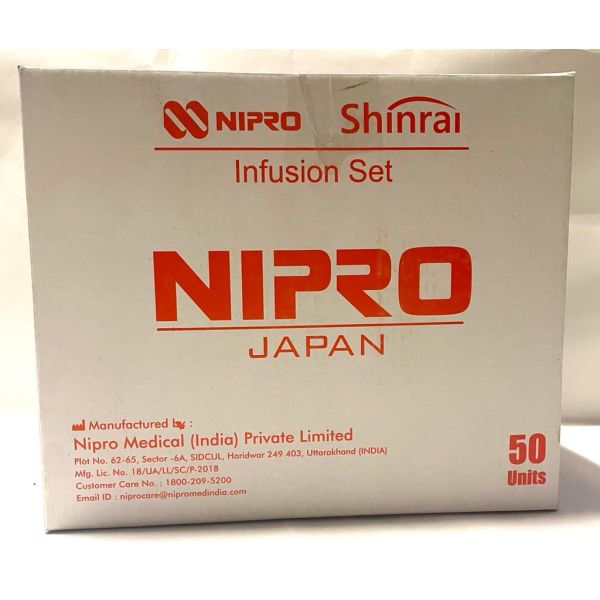 NIPRO Shinrai
Infusion Set
NIPRO
JAPAN
Manufactured by :
Nipro Medical (India) Private Limited
Plot No. 62-65, Sector -6A, SIDCUL, Haridwar 249 403, Uttarakhand (INDIA)
Mfg. Lic. No. 18/UA/LL/SC/P-2018
Customer Care No. : 1800-209-5200
Email ID : niprocare@nipromedindia.com
50
Units